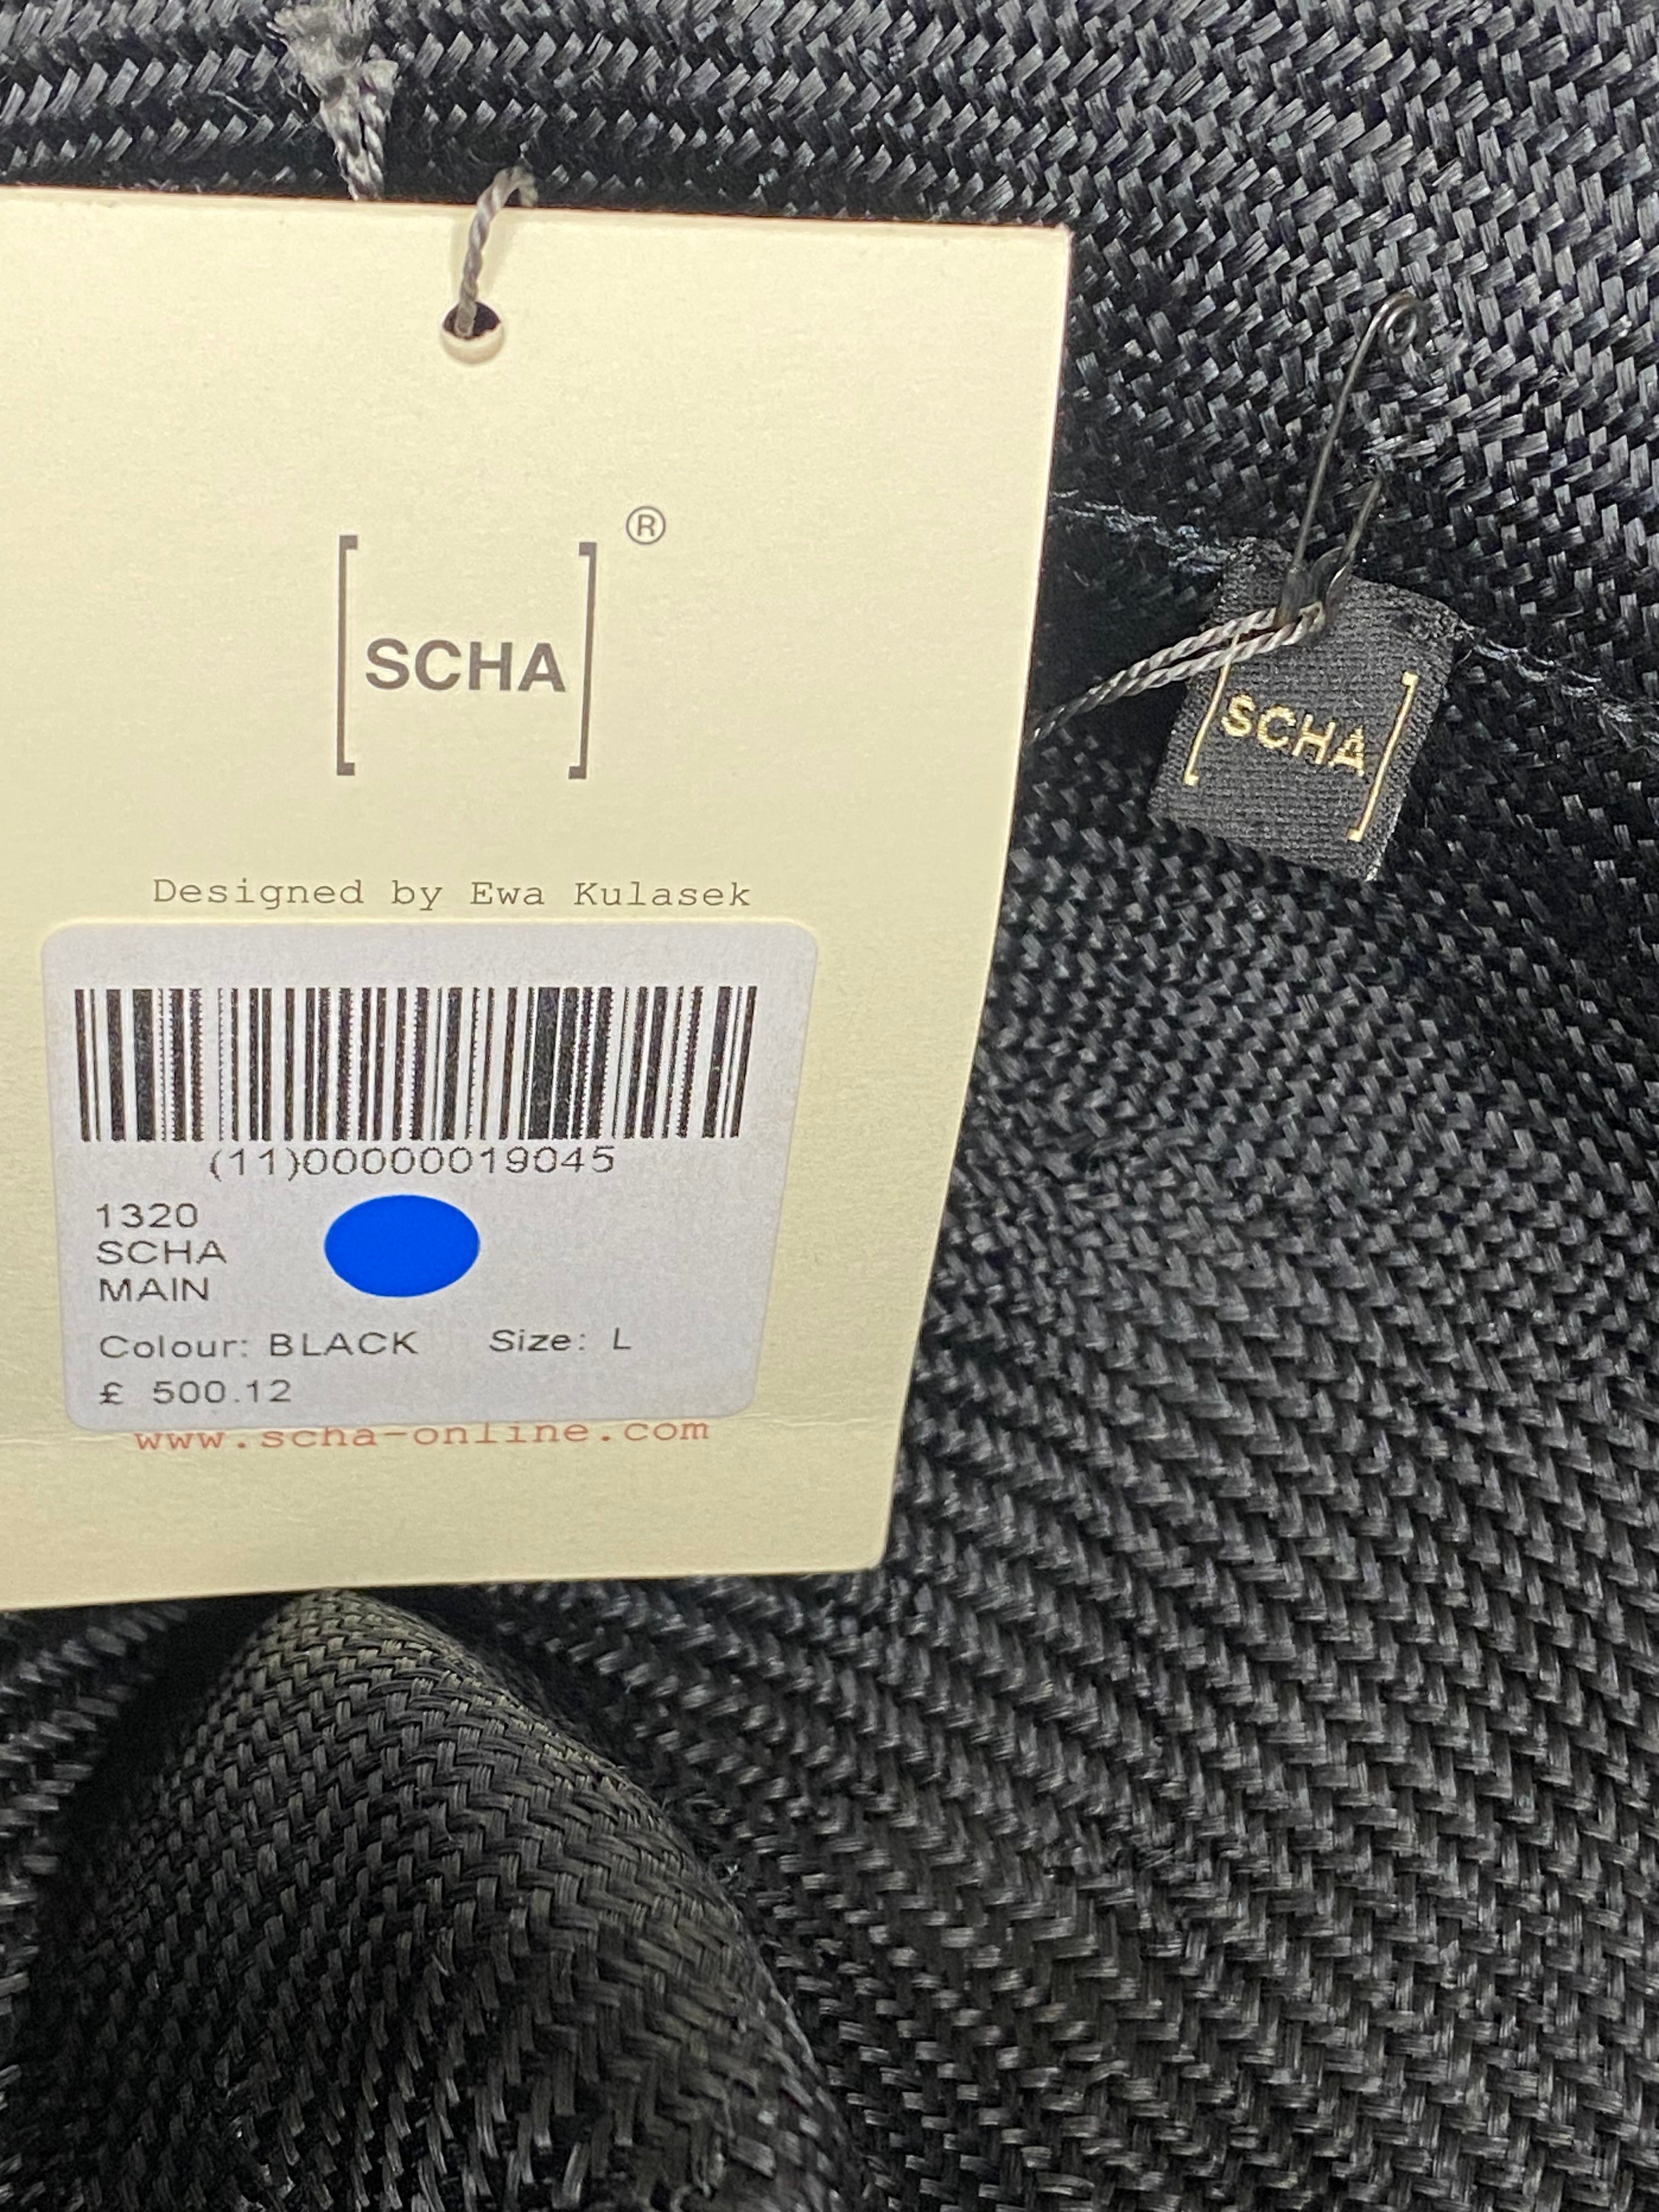 [SCHA]®
Designed by Ewa Kulasek
(11)00000019045
1320
SCHA
MAIN
Colour: BLACK Size: L
£ 500.12
www.scha-online.com
[SCHA]